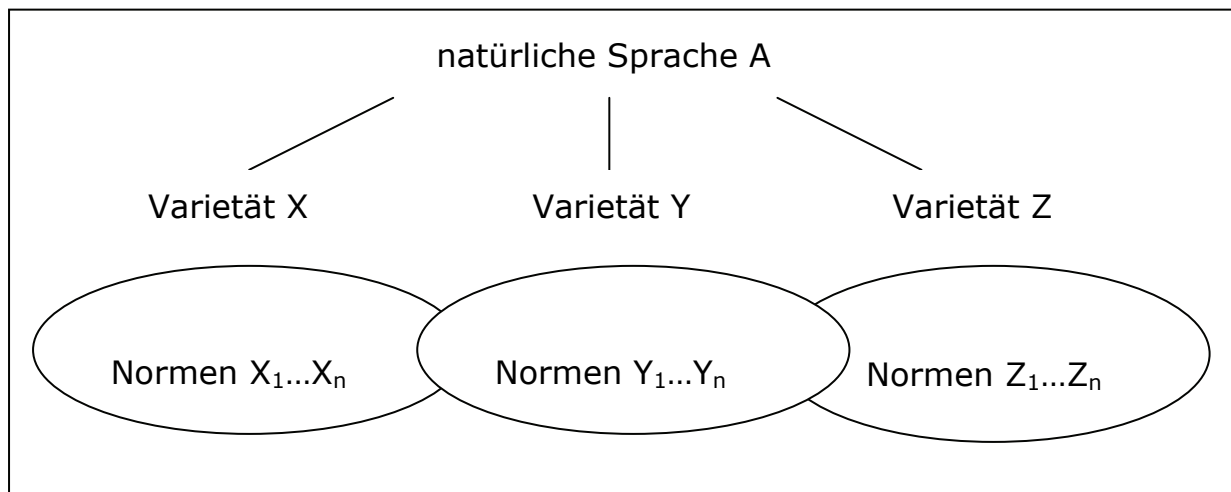 natürliche Sprache A
Varietät X Varietät Y Varietät Z
Normen X₁…Xₙ Normen Y₁…Yₙ Normen Z₁…Zₙ